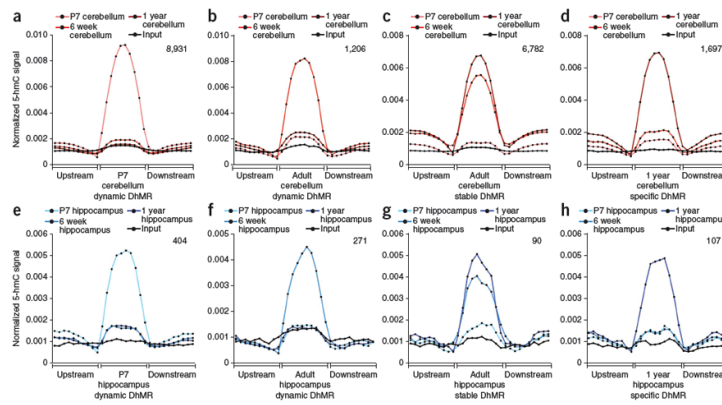 a
P7 cerebellum
6 week cerebellum
1 year cerebellum
Input
8,931
Normalized 5-hmC signal
0.010
0.008
0.006
0.004
0.002
0
Upstream
P7
Downstream
cerebellum
dynamic DhMR
b
P7 cerebellum
6 week cerebellum
1 year cerebellum
Input
1,206
0.010
0.008
0.006
0.004
0.002
0
Upstream
Adult
Downstream
cerebellum
dynamic DhMR
c
P7 cerebellum
6 week cerebellum
1 year cerebellum
Input
6,782
0.008
0.006
0.004
0.002
0
Upstream
Adult
Downstream
cerebellum
stable DhMR
d
P7 cerebellum
6 week cerebellum
1 year cerebellum
Input
1,697
0.008
0.006
0.004
0.002
0
Upstream
1 year
Downstream
cerebellum
specific DhMR
e
P7 hippocampus
6 week hippocampus
1 year hippocampus
Input
404
Normalized 5-hmC signal
0.006
0.005
0.004
0.003
0.002
0.001
0
Upstream
P7
Downstream
hippocampus
dynamic DhMR
f
P7 hippocampus
6 week hippocampus
1 year hippocampus
Input
271
0.005
0.004
0.003
0.002
0.001
0
Upstream
Adult
Downstream
hippocampus
dynamic DhMR
g
P7 hippocampus
6 week hippocampus
1 year hippocampus
Input
90
0.006
0.005
0.004
0.003
0.002
0.001
0
Upstream
Adult
Downstream
hippocampus
stable DhMR
h
P7 hippocampus
6 week hippocampus
1 year hippocampus
Input
107
0.006
0.005
0.004
0.003
0.002
0.001
0
Upstream
1 year
Downstream
hippocampus
specific DhMR